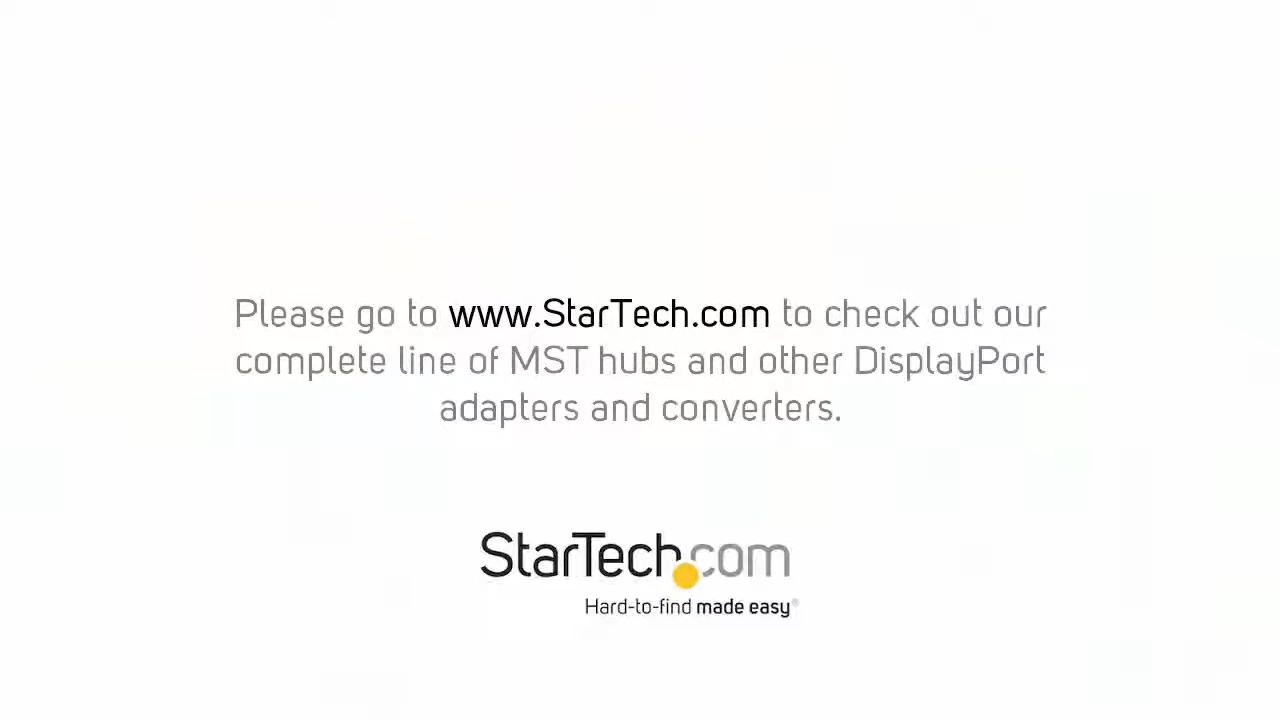 Please go to www.StarTech.com to check out our
complete line of MST hubs and other DisplayPort
adapters and converters.
StarTech.com
Hard-to-find made easy®